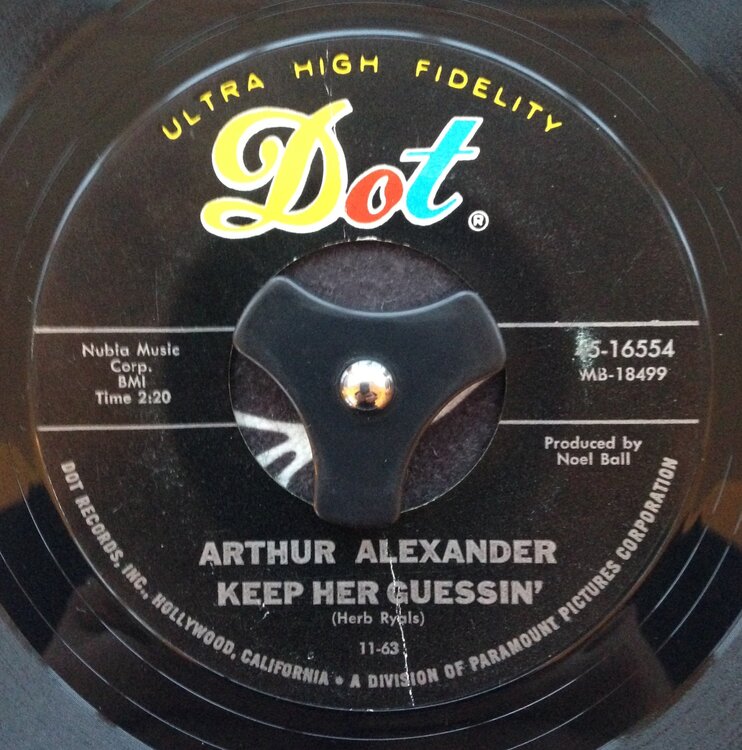 ULTRA HIGH FIDELITY
Dot®
Nubia Music
Corp.
BMI
Time 2:20
5-16554
MB-18499
Produced by
Noel Ball
ARTHUR ALEXANDER
KEEP HER GUESSIN'
(Herb Ryals)
11-63
DOT RECORDS, INC., HOLLYWOOD, CALIFORNIA • A DIVISION OF PARAMOUNT PICTURES CORPORATION